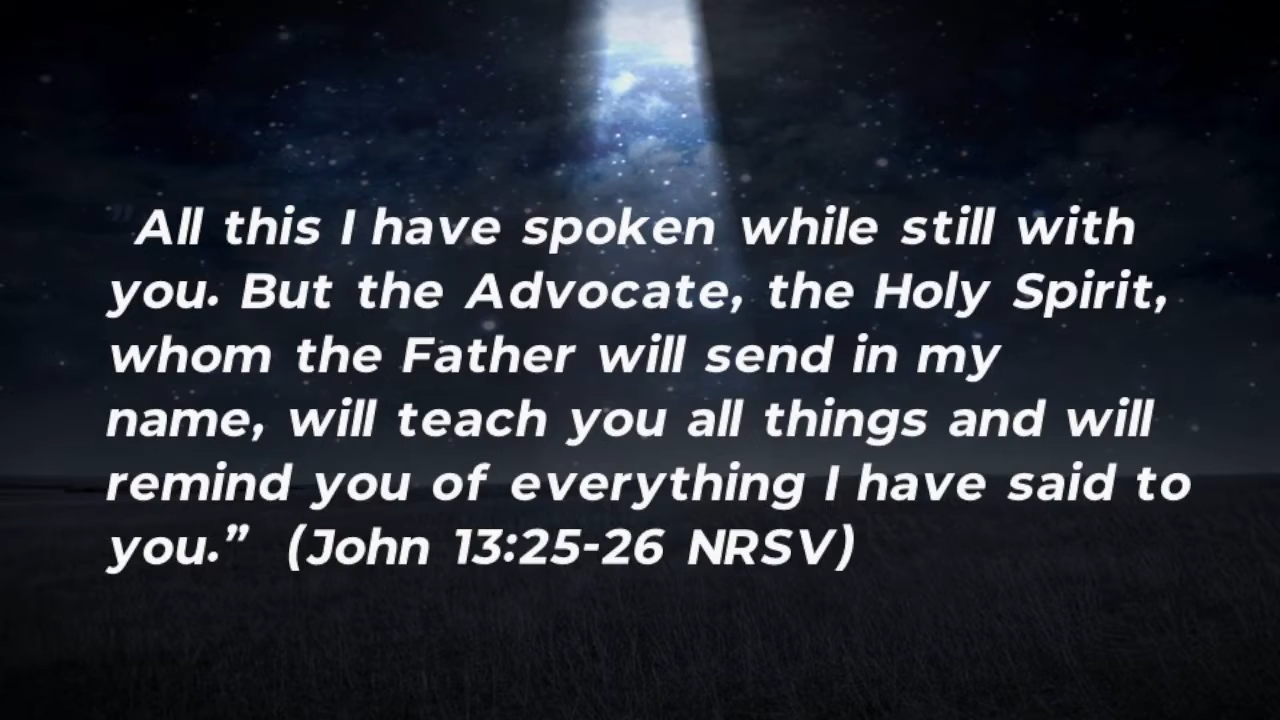 " All this I have spoken while still with
you. But the Advocate, the Holy Spirit,
whom the Father will send in my
name, will teach you all things and will
remind you of everything I have said to
you.” (John 13:25-26 NRSV)